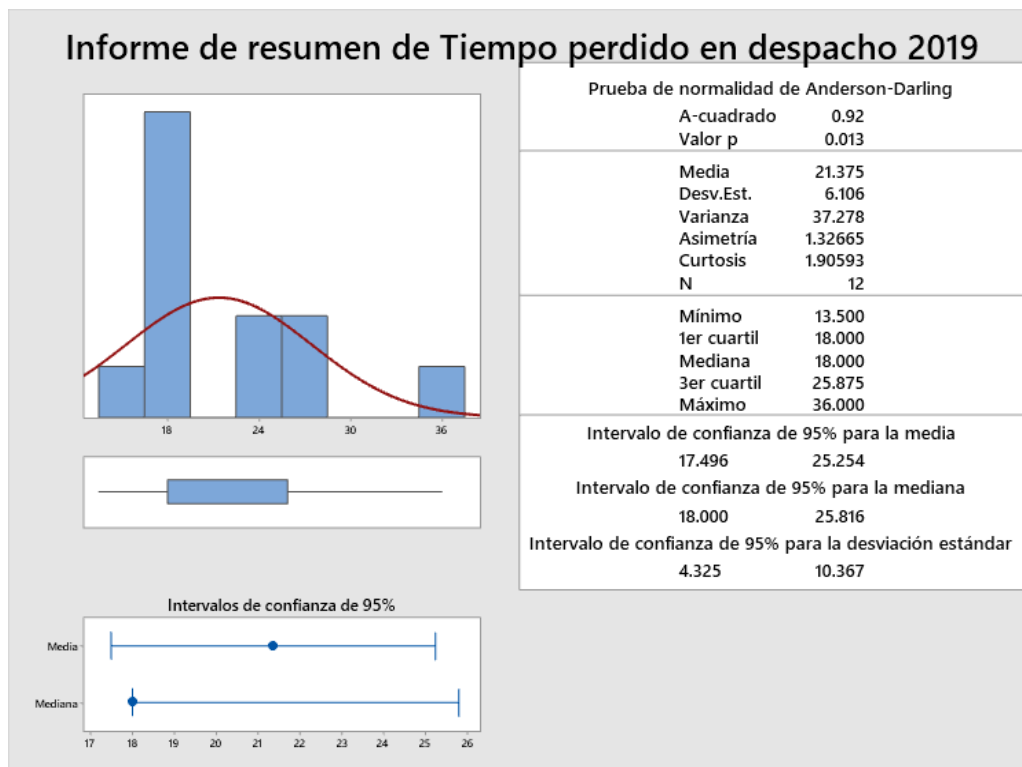 Informe de resumen de Tiempo perdido en despacho 2019
18 24 30 36
Intervalos de confianza de 95%
Media
Mediana
17 18 19 20 21 22 23 24 25 26
Prueba de normalidad de Anderson-Darling
A-cuadrado 0.92
Valor p 0.013
Media 21.375
Desv.Est. 6.106
Varianza 37.278
Asimetría 1.32665
Curtosis 1.90593
N 12
Mínimo 13.500
1er cuartil 18.000
Mediana 18.000
3er cuartil 25.875
Máximo 36.000
Intervalo de confianza de 95% para la media
17.496 25.254
Intervalo de confianza de 95% para la mediana
18.000 25.816
Intervalo de confianza de 95% para la desviación estándar
4.325 10.367